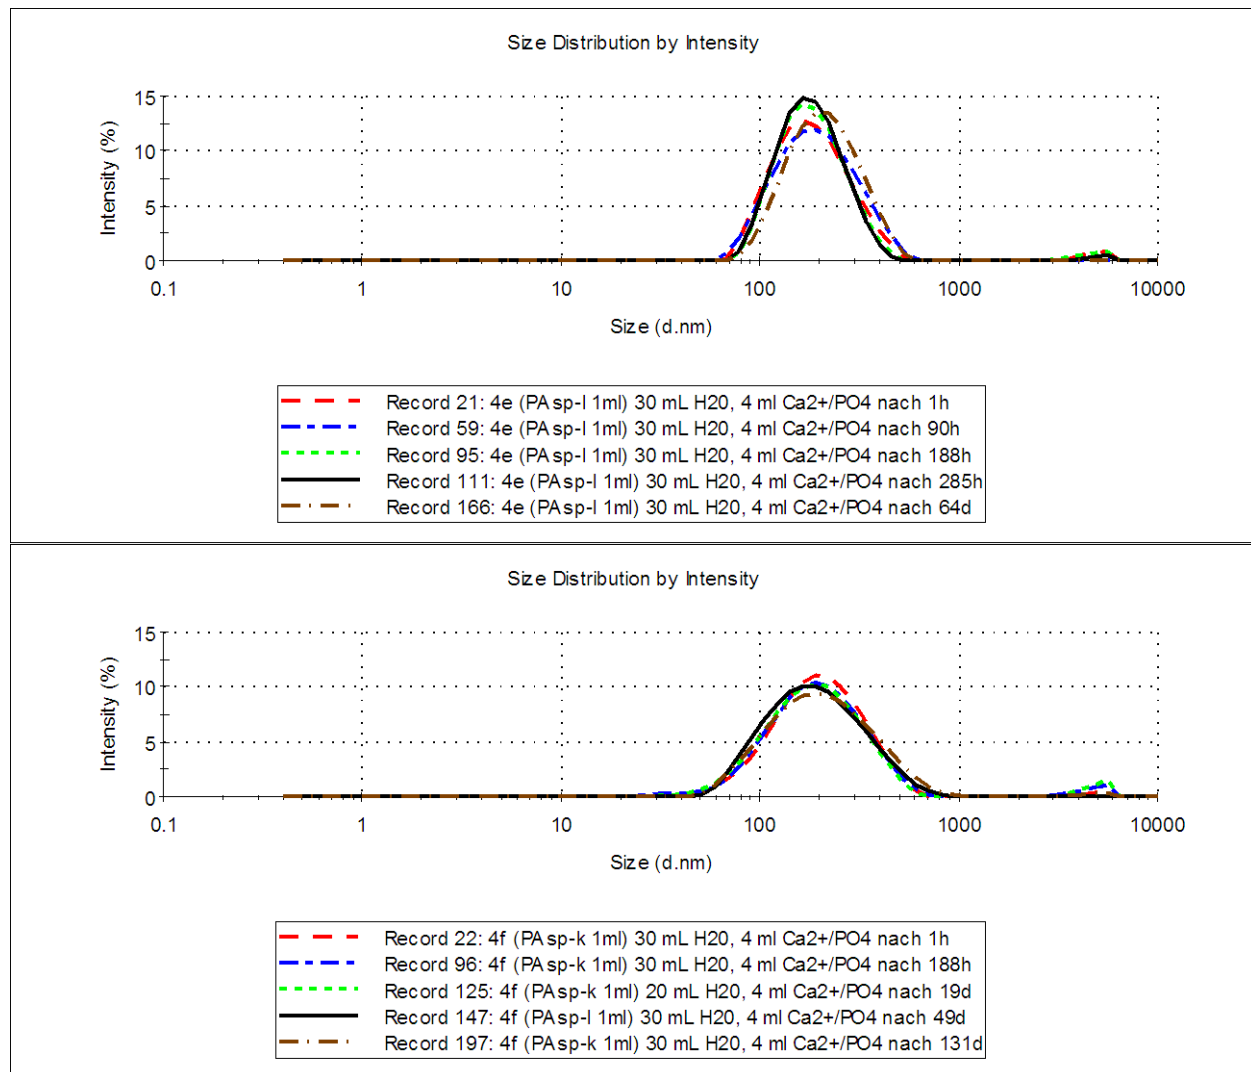 Size Distribution by Intensity
15
10
5
0
Intensity (%)
0.1 1 10 100 1000 10000
Size (d.nm)
Record 21: 4e (PAsp-l 1ml) 30 mL H20, 4 ml Ca2+/PO4 nach 1h
Record 59: 4e (PAsp-l 1ml) 30 mL H20, 4 ml Ca2+/PO4 nach 90h
Record 95: 4e (PAsp-l 1ml) 30 mL H20, 4 ml Ca2+/PO4 nach 188h
Record 111: 4e (PAsp-l 1ml) 30 mL H20, 4 ml Ca2+/PO4 nach 285h
Record 166: 4e (PAsp-l 1ml) 30 mL H20, 4 ml Ca2+/PO4 nach 64d
Size Distribution by Intensity
15
10
5
0
Intensity (%)
0.1 1 10 100 1000 10000
Size (d.nm)
Record 22: 4f (PAsp-k 1ml) 30 mL H20, 4 ml Ca2+/PO4 nach 1h
Record 96: 4f (PAsp-k 1ml) 30 mL H20, 4 ml Ca2+/PO4 nach 188h
Record 125: 4f (PAsp-k 1ml) 20 mL H20, 4 ml Ca2+/PO4 nach 19d
Record 147: 4f (PAsp-l 1ml) 30 mL H20, 4 ml Ca2+/PO4 nach 49d
Record 197: 4f (PAsp-k 1ml) 30 mL H20, 4 ml Ca2+/PO4 nach 131d